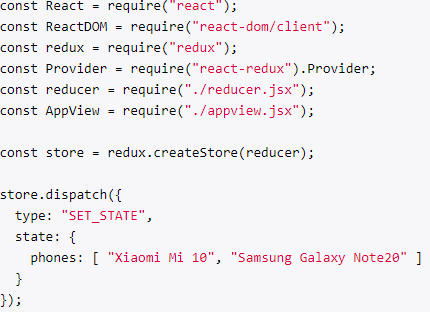 const React = require("react");
const ReactDOM = require("react-dom/client");
const redux = require("redux");
const Provider = require("react-redux").Provider;
const reducer = require("./reducer.jsx");
const AppView = require("./appview.jsx");

const store = redux.createStore(reducer);

store.dispatch({
  type: "SET_STATE",
  state: {
    phones: [ "Xiaomi Mi 10", "Samsung Galaxy Note20" ]
  }
});